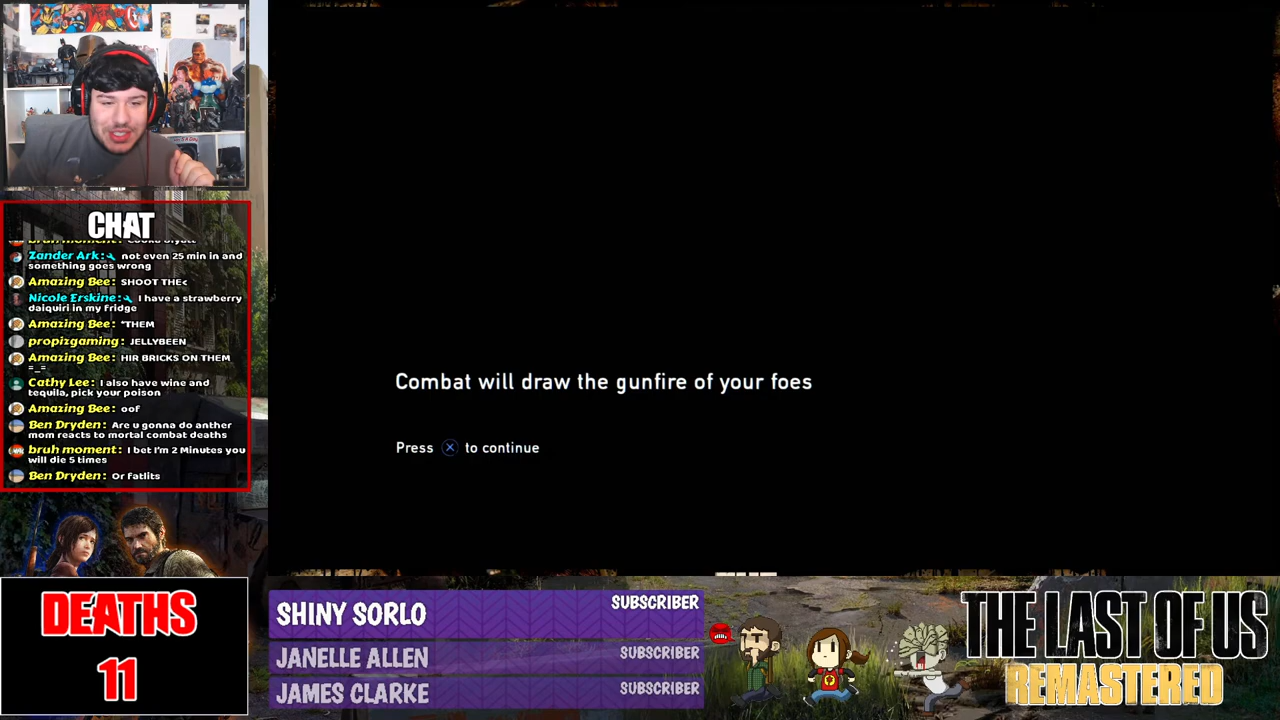 CHAT
Zander Ark: not even 25 min in and
something goes wrong
Amazing Bee: SHOOT THE<
Nicole Erskine: I have a strawberry
daiquiri in my fridge
Amazing Bee: *THEM
propizgaming: JELLYBEEN
Amazing Bee: HIR BRICKS ON THEM
=_=
Cathy Lee: I also have wine and
tequila, pick your poison
Amazing Bee: oof
Ben Dryden: Are u gonna do anther
mom reacts to mortal combat deaths
bruh moment: I bet I'm 2 Minutes you
will die 5 times
Ben Dryden: Or fatlits
Combat will draw the gunfire of your foes
Press X to continue
DEATHS
11
SHINY SORLO SUBSCRIBER
JANELLE ALLEN SUBSCRIBER
JAMES CLARKE SUBSCRIBER
THE LAST OF US
REMASTERED